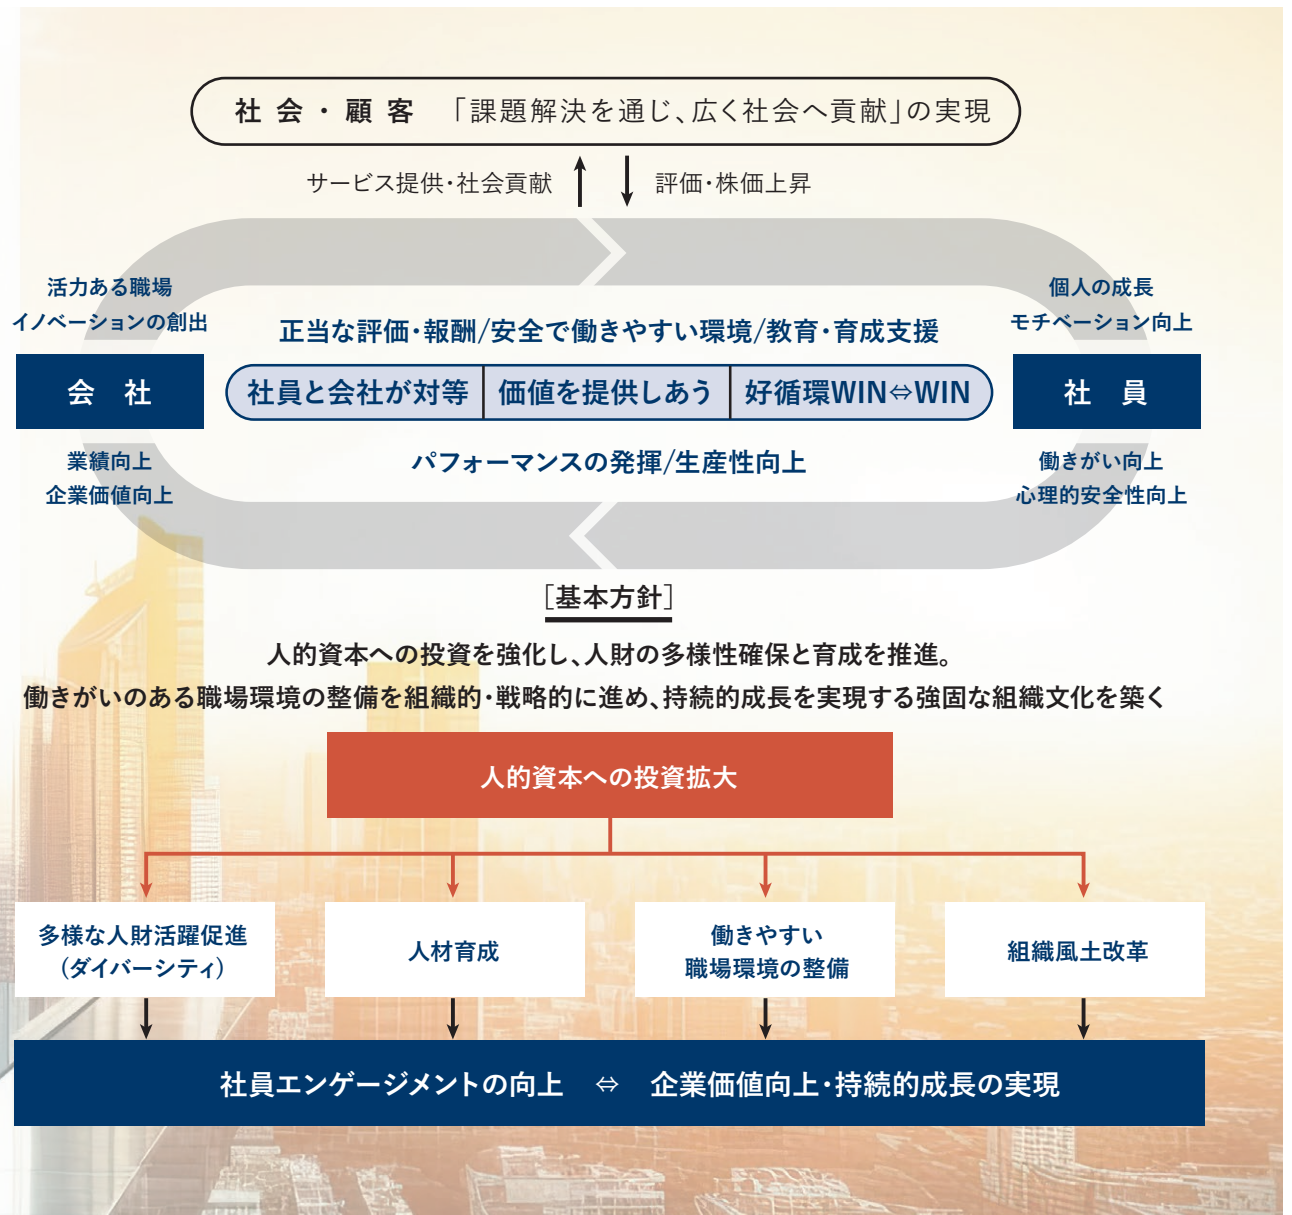 社会・顧客 「課題解決を通じ、広く社会へ貢献」の実現
サービス提供・社会貢献 評価・株価上昇
活力ある職場
イノベーションの創出
個人の成長
モチベーション向上
正当な評価・報酬/安全で働きやすい環境/教育・育成支援
会社
社員と会社が対等 価値を提供しあう 好循環WIN⇔WIN
社員
パフォーマンスの発揮/生産性向上
業績向上
企業価値向上
働きがい向上
心理的安全性向上
[基本方針]
人的資本への投資を強化し、人財の多様性確保と育成を推進。
働きがいのある職場環境の整備を組織的・戦略的に進め、持続的成長を実現する強固な組織文化を築く
人的資本への投資拡大
多様な人財活躍促進
(ダイバーシティ)
人材育成
働きやすい
職場環境の整備
組織風土改革
社員エンゲージメントの向上 ⇔ 企業価値向上・持続的成長の実現